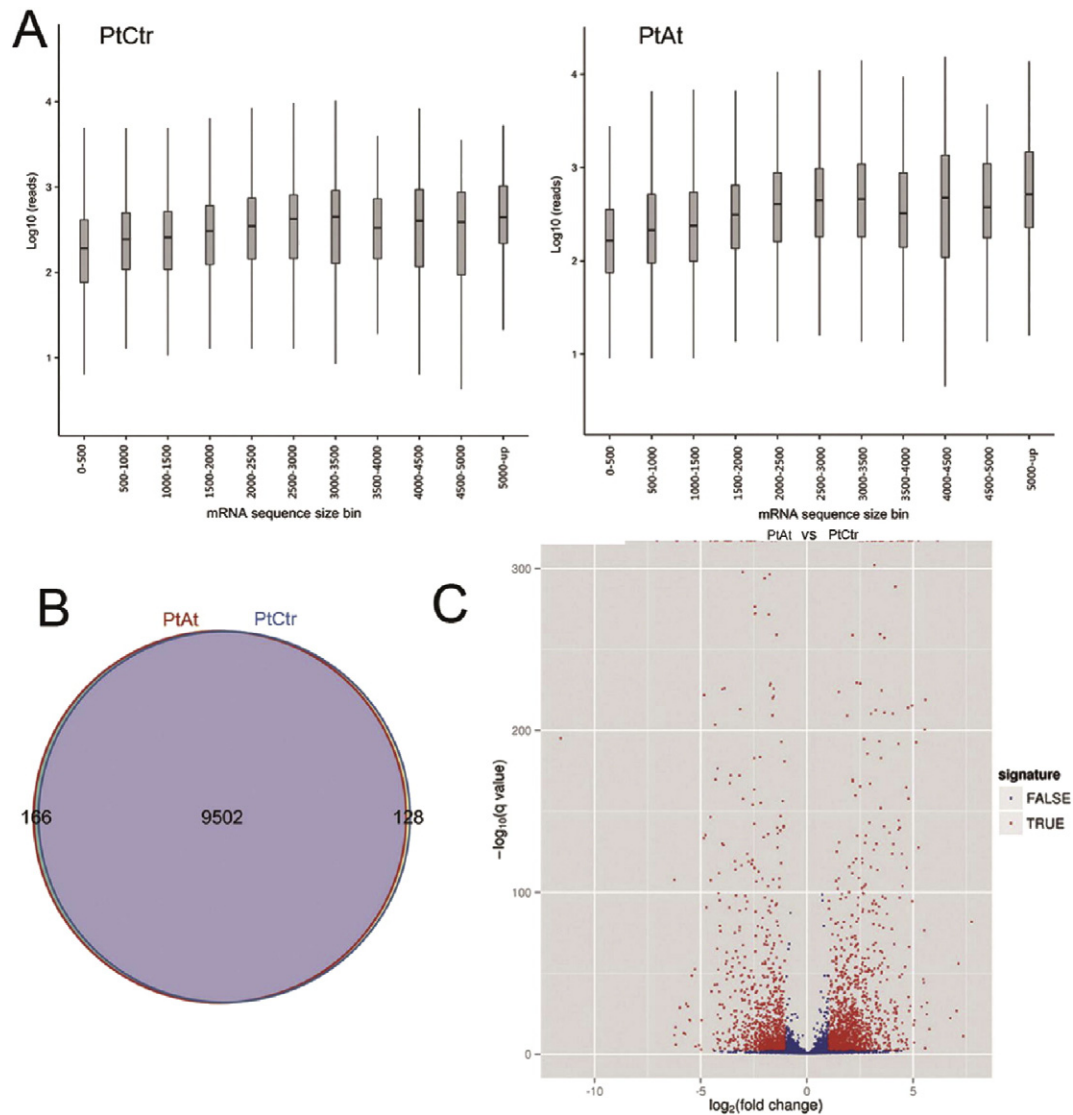 A
PtCtr
PtAt
Log10 (reads)
4
3
2
1
0-500
500-1000
1000-1500
1500-2000
2000-2500
2500-3000
3000-3500
3500-4000
4000-4500
4500-5000
5000-up
mRNA sequence size bin
Log10 (reads)
4
3
2
1
0-500
500-1000
1000-1500
1500-2000
2000-2500
2500-3000
3000-3500
3500-4000
4000-4500
4500-5000
5000-up
mRNA sequence size bin
B
PtAt
PtCtr
166
9502
128
C
PtAt vs PtCtr
−log10(q value)
300
200
100
0
-10
-5
0
5
log2(fold change)
signature
FALSE
TRUE